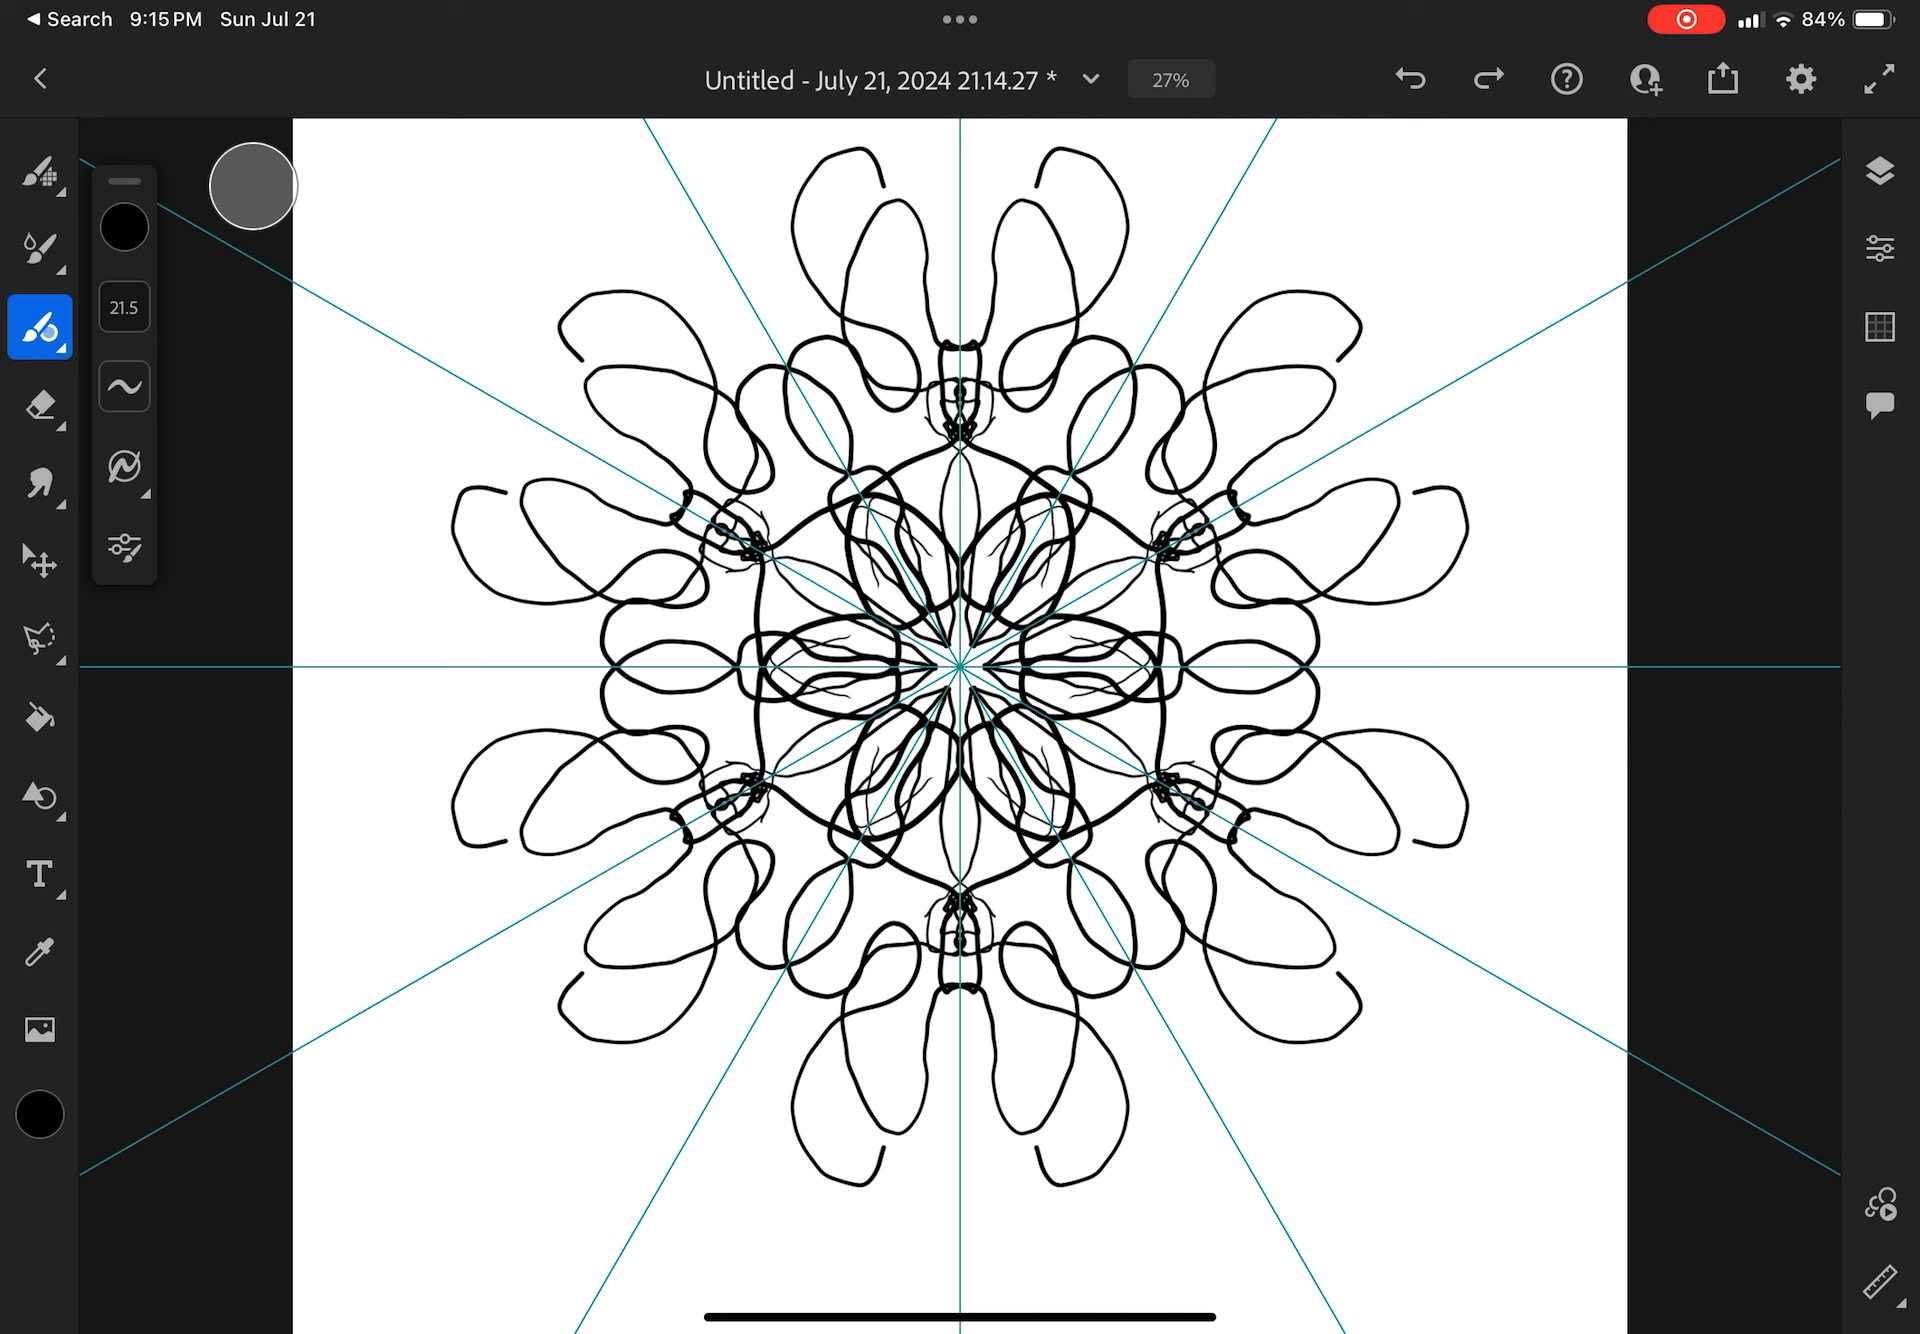 Search 9:15 PM Sun Jul 21
84%
Untitled - July 21, 2024 21.14.27 *
27%
21.5
T